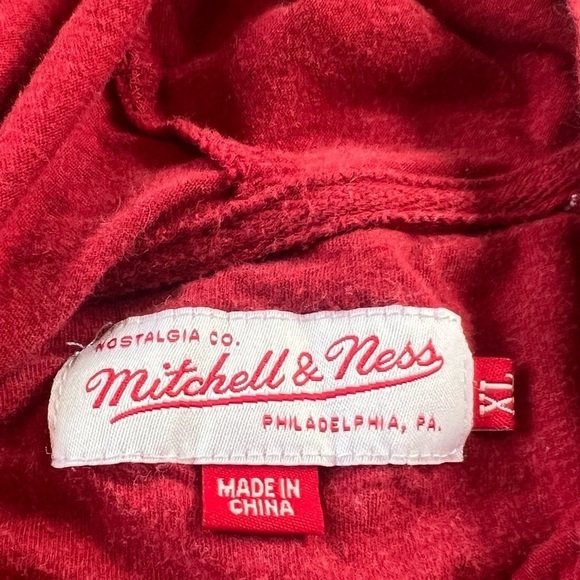 NOSTALGIA CO.
Mitchell & Ness
PHILADELPHIA, PA.
XL
MADE IN
CHINA